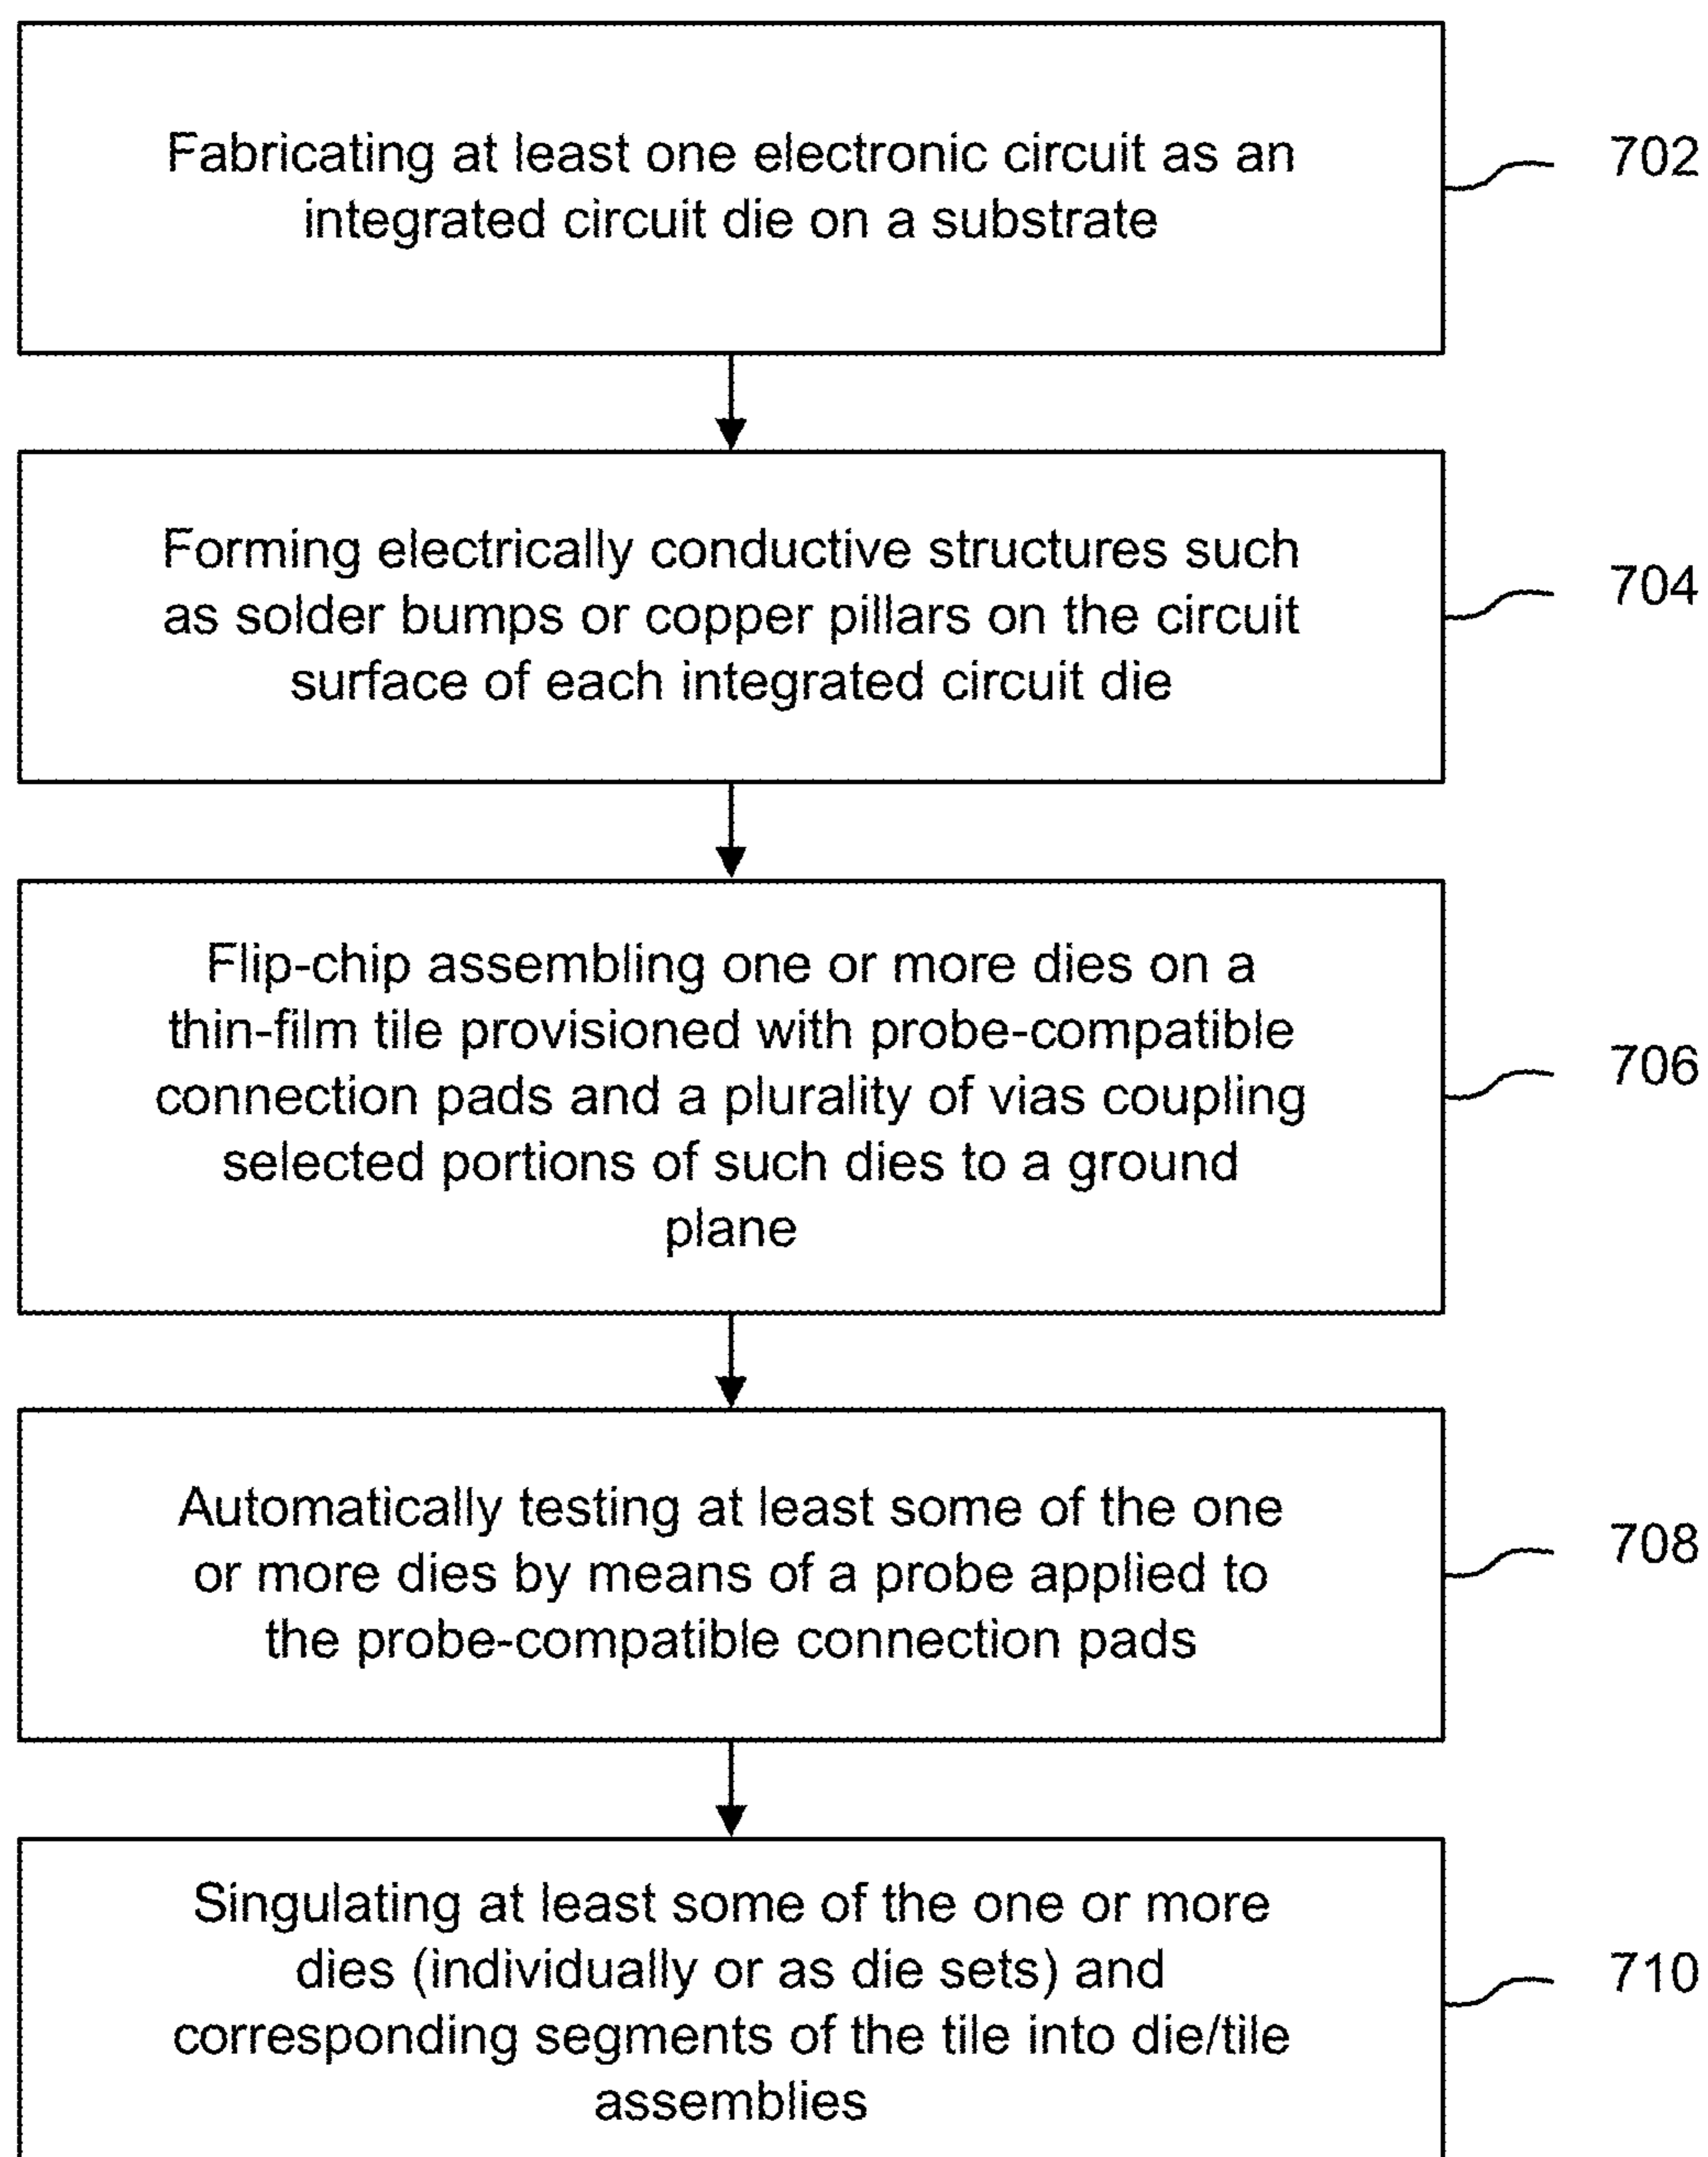 Fabricating at least one electronic circuit as an
integrated circuit die on a substrate
702
Forming electrically conductive structures such
as solder bumps or copper pillars on the circuit
surface of each integrated circuit die
704
Flip-chip assembling one or more dies on a
thin-film tile provisioned with probe-compatible
connection pads and a plurality of vias coupling
selected portions of such dies to a ground
plane
706
Automatically testing at least some of the one
or more dies by means of a probe applied to
the probe-compatible connection pads
708
Singulating at least some of the one or more
dies (individually or as die sets) and
corresponding segments of the tile into die/tile
assemblies
710